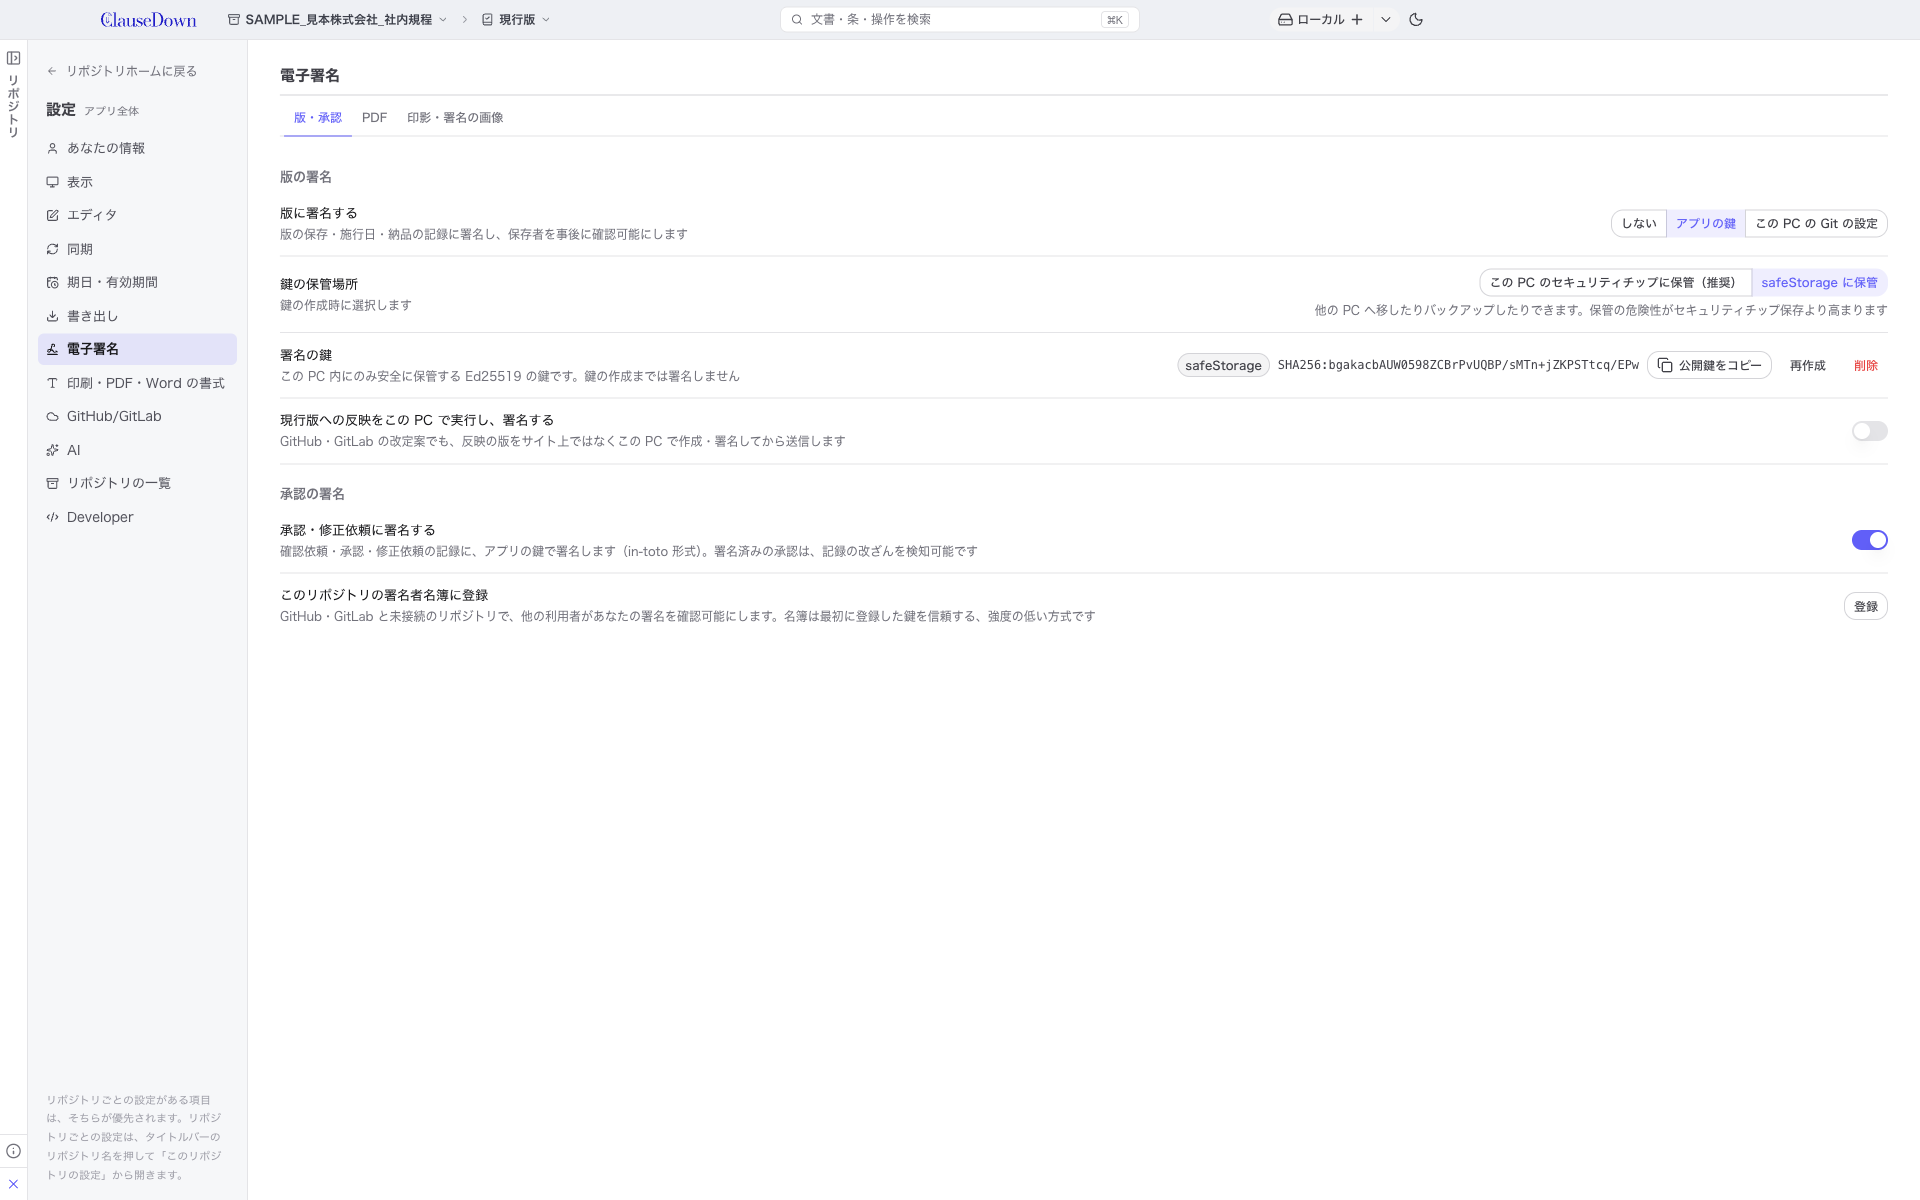 ClauseDown
SAMPLE_見本株式会社_社内規程
現行版
文書・条・操作を検索
⌘K
ローカル
リポジトリ
リポジトリホームに戻る
設定 アプリ全体
あなたの情報
表示
エディタ
同期
期日・有効期間
書き出し
電子署名
印刷・PDF・Word の書式
GitHub/GitLab
AI
リポジトリの一覧
Developer
リポジトリごとの設定がある項目
は、そちらが優先されます。リポジ
トリごとの設定は、タイトルバーの
リポジトリ名を押して「このリポジ
トリの設定」から開きます。
電子署名
版・承認 PDF 印影・署名の画像
版の署名
版に署名する
版の保存・施行日・納品の記録に署名し、保存者を事後に確認可能にします
しない アプリの鍵 この PC の Git の設定
鍵の保管場所
鍵の作成時に選択します
この PC のセキュリティチップに保管（推奨） safeStorage に保管
他の PC へ移したりバックアップしたりできます。保管の危険性がセキュリティチップ保存より高まります
署名の鍵
この PC 内にのみ安全に保管する Ed25519 の鍵です。鍵の作成までは署名しません
safeStorage SHA256:bgakacbAUW0598ZCBrPvUQBP/sMTn+jZKPSTtcq/EPw 公開鍵をコピー 再作成 削除
現行版への反映をこの PC で実行し、署名する
GitHub・GitLab の改定案でも、反映の版をサイト上ではなくこの PC で作成・署名してから送信します
承認の署名
承認・修正依頼に署名する
確認依頼・承認・修正依頼の記録に、アプリの鍵で署名します（in-toto 形式）。署名済みの承認は、記録の改ざんを検知可能です
このリポジトリの署名者名簿に登録
GitHub・GitLab と未接続のリポジトリで、他の利用者があなたの署名を確認可能にします。名簿は最初に登録した鍵を信頼する、強度の低い方式です
登録